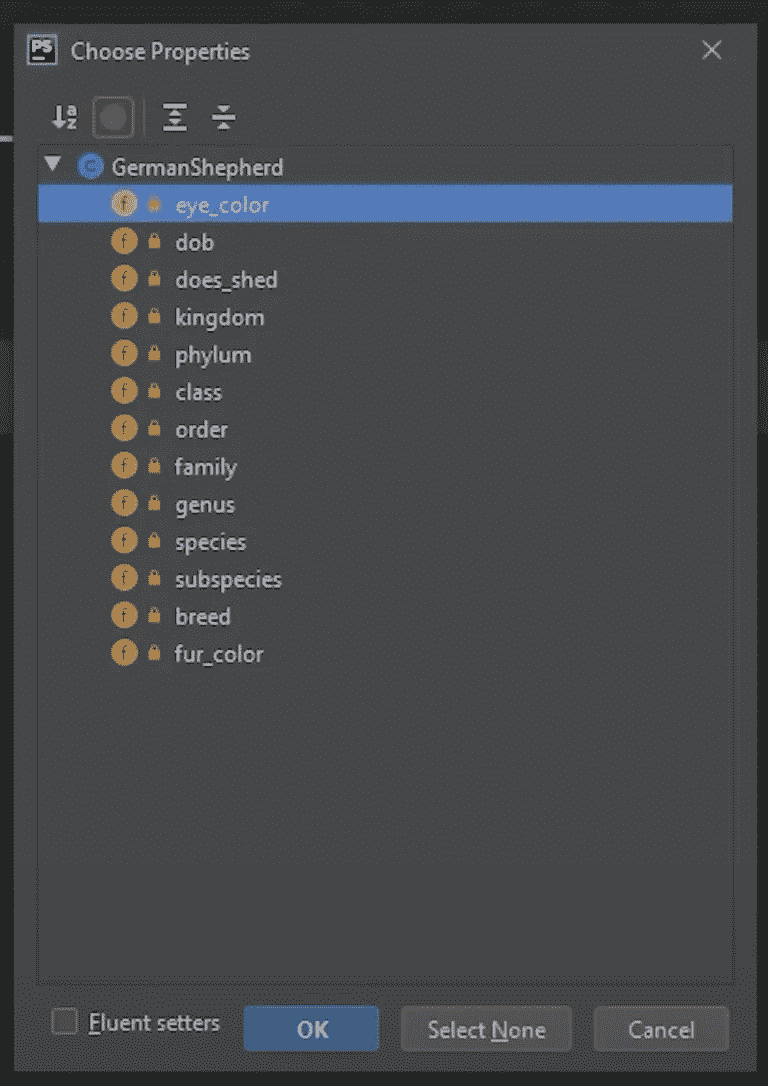 PS
Choose Properties
GermanShepherd
eye_color
dob
does_shed
kingdom
phylum
class
order
family
genus
species
subspecies
breed
fur_color
Fluent setters
OK
Select None
Cancel